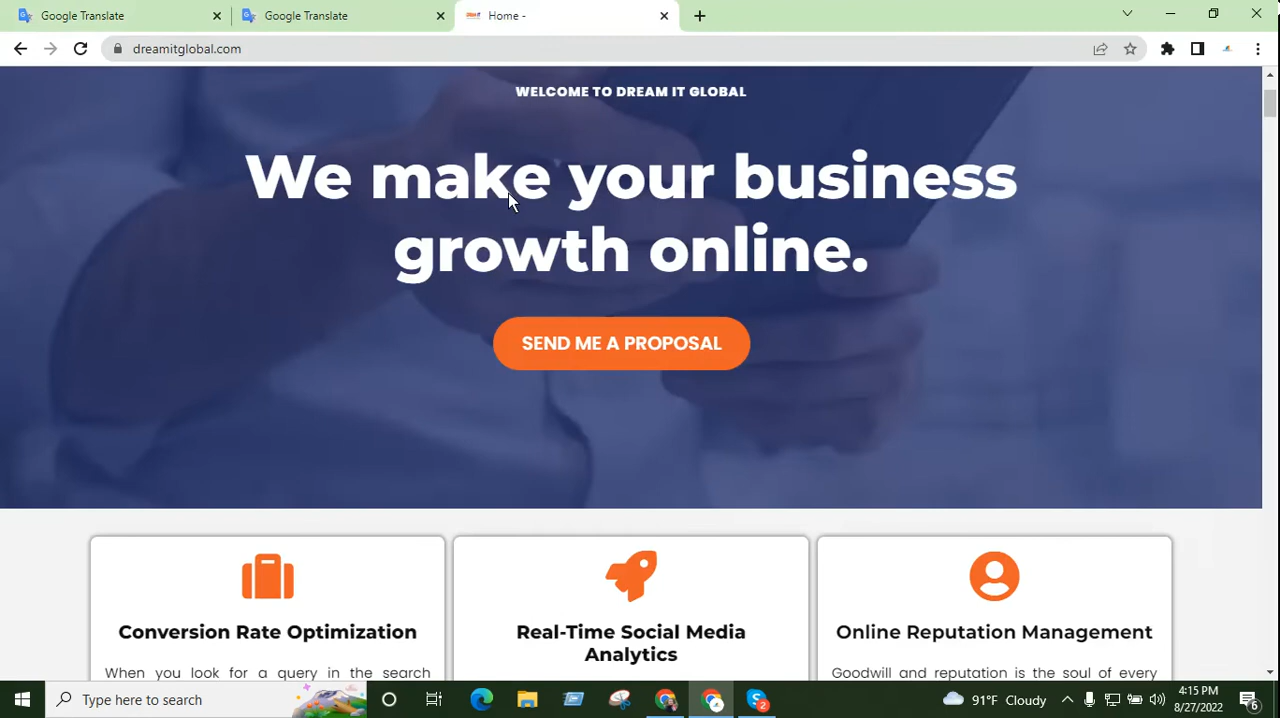 Google Translate
Google Translate
Home -
dreamitglobal.com
WELCOME TO DREAM IT GLOBAL
We make your business
growth online.
SEND ME A PROPOSAL
Conversion Rate Optimization
When you look for a query in the search
Real-Time Social Media
Analytics
Online Reputation Management
Goodwill and reputation is the soul of every
Type here to search
2
91°F Cloudy
4:15 PM
8/27/2022
6